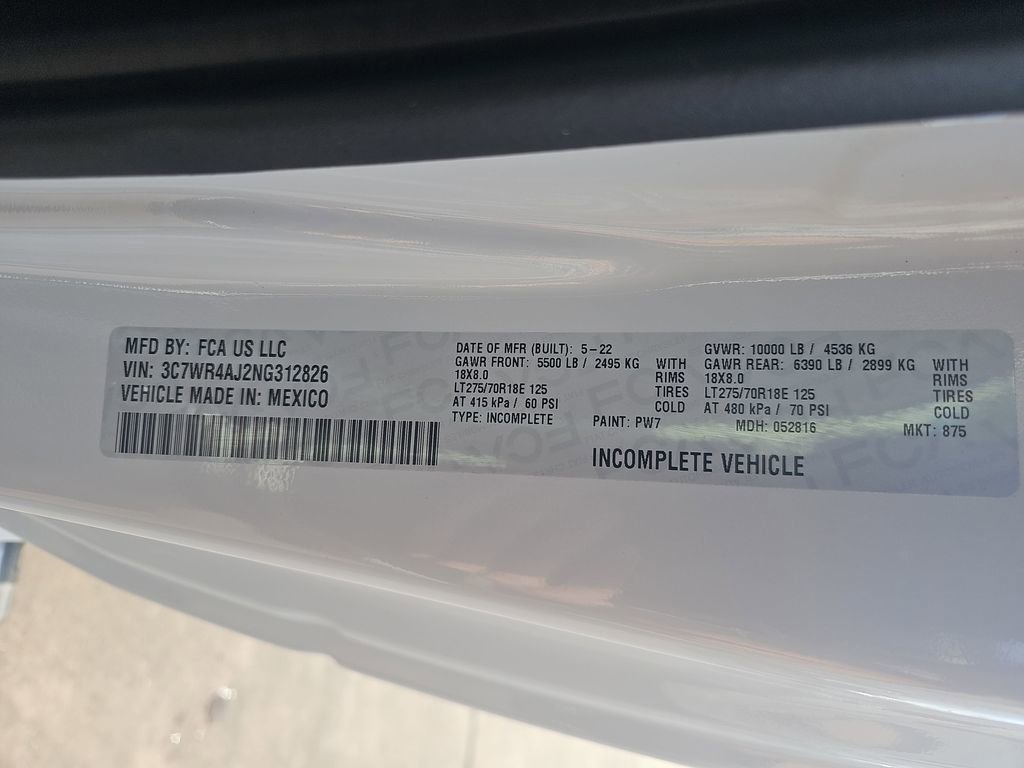 MFD BY: FCA US LLC
VIN: 3C7WR4AJ2NG312826
VEHICLE MADE IN: MEXICO
DATE OF MFR (BUILT): 5-22
GAWR FRONT: 5500 LB / 2495 KG WITH
18X8.0 RIMS
LT275/70R18E 125 TIRES
AT 415 kPa / 60 PSI COLD
TYPE: INCOMPLETE
GVWR: 10000 LB / 4536 KG
GAWR REAR: 6390 LB / 2899 KG WITH
18X8.0 RIMS
LT275/70R18E 125 TIRES
AT 480 kPa / 70 PSI COLD
PAINT: PW7 MDH: 052816 MKT: 875
INCOMPLETE VEHICLE